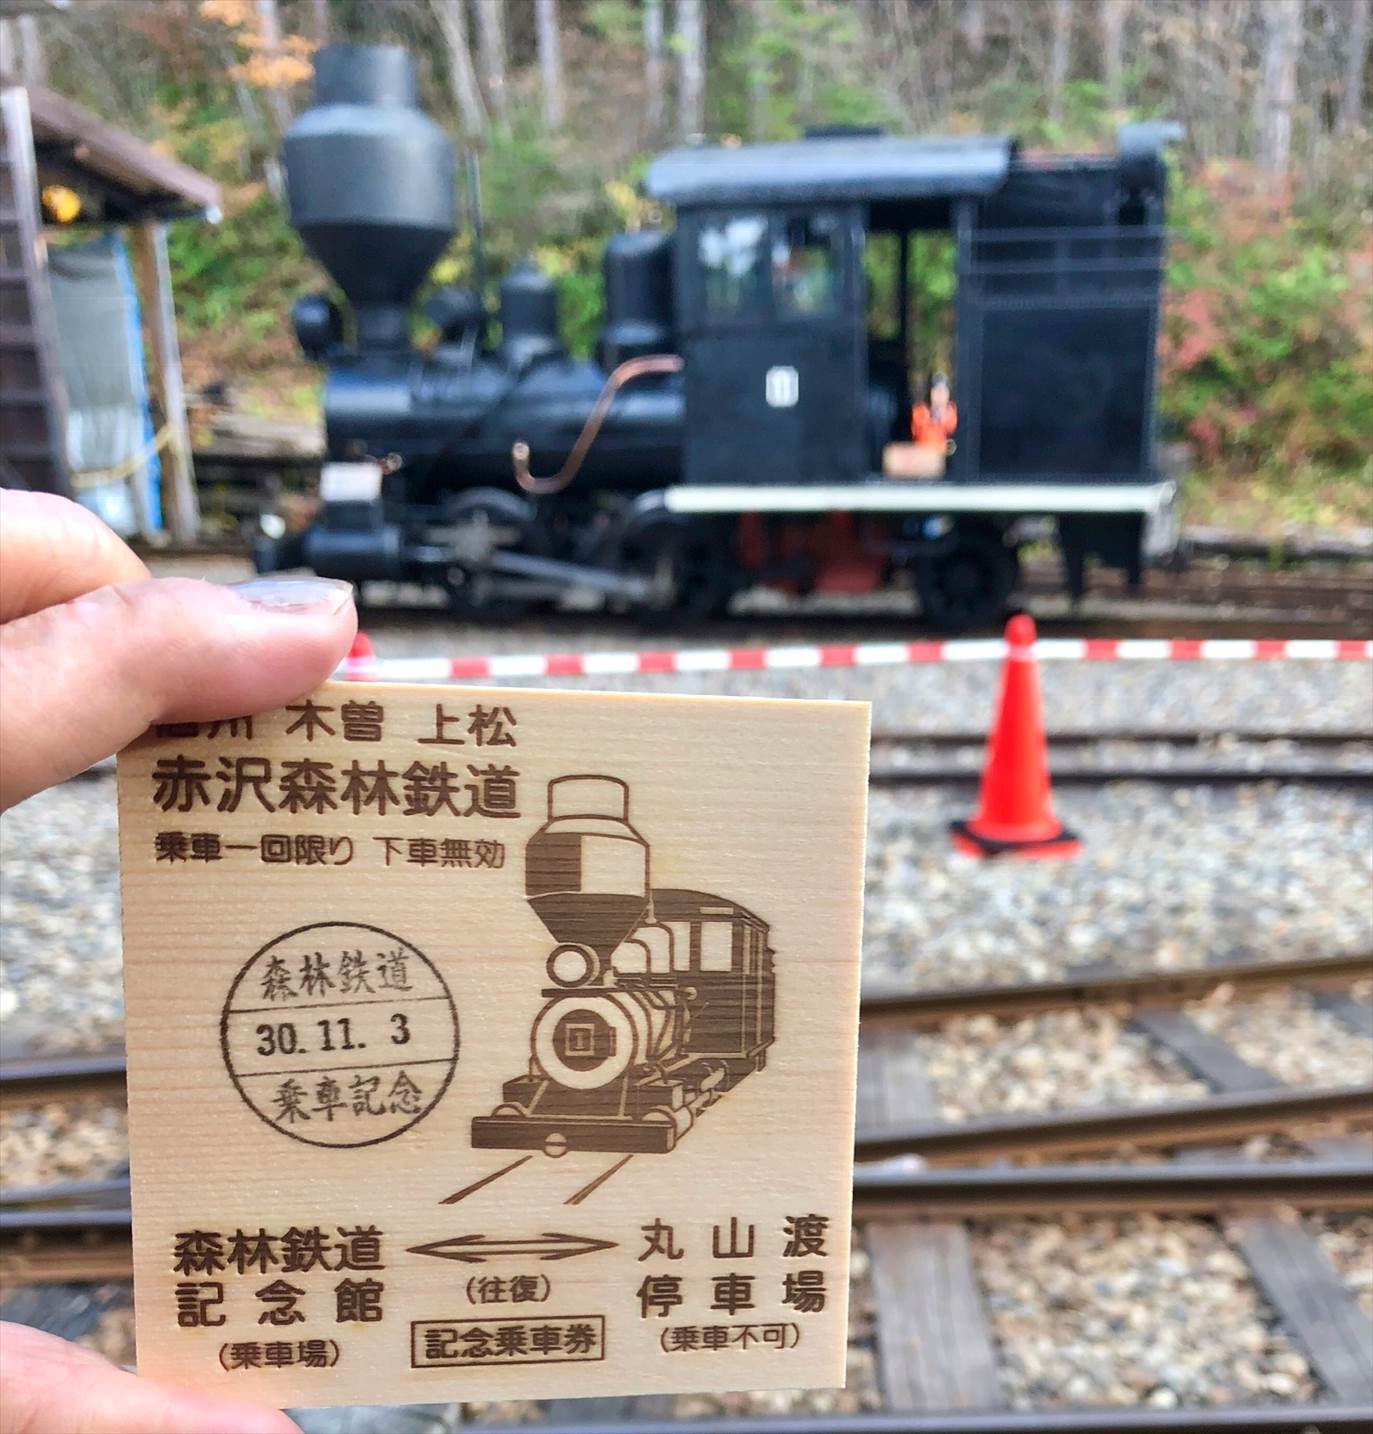 信州 木曽 上松
赤沢森林鉄道
乗車一回限り 下車無効
森林鉄道
30.11.3
乗車記念
森林鉄道
記念館
(乗車場)
(往復)
記念乗車券
丸山渡
停車場
(乗車不可)